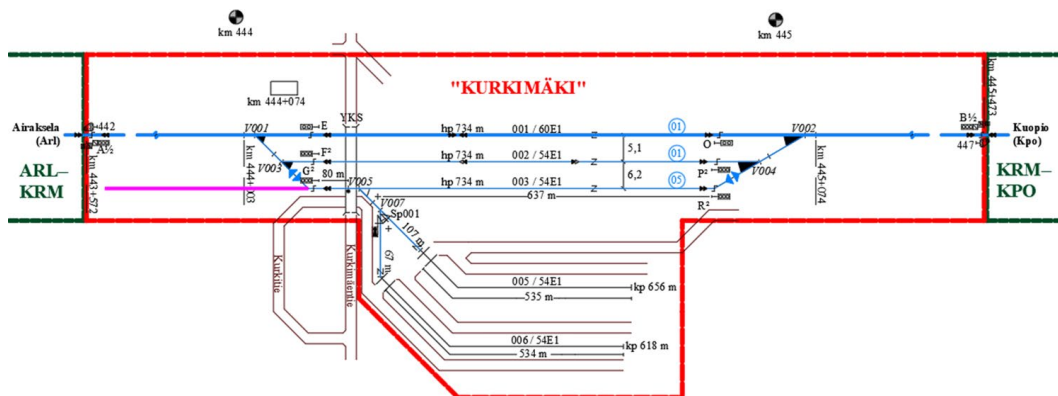 km 444
km 445
"KURKIMÄKI"
km 444+074
YKS
km 445+473
Airaksela
(Arl)
442
A½
km 443+572
V001
E
hp 734 m
001 / 60E1
01
O
V002
B½
447
Kuopio
(Kpo)
ARL–
KRM
V003
km 444+003
F²
hp 734 m
002 / 54E1
5,1
01
P²
V004
km 445+074
KRM–
KPO
G²
80 m
V005
hp 734 m
003 / 54E1
6,2
05
637 m
R²
V007
Sp001
107 m
67 m
Kurkitie
Kurkimäentie
005 / 54E1
kp 656 m
535 m
006 / 54E1
kp 618 m
534 m